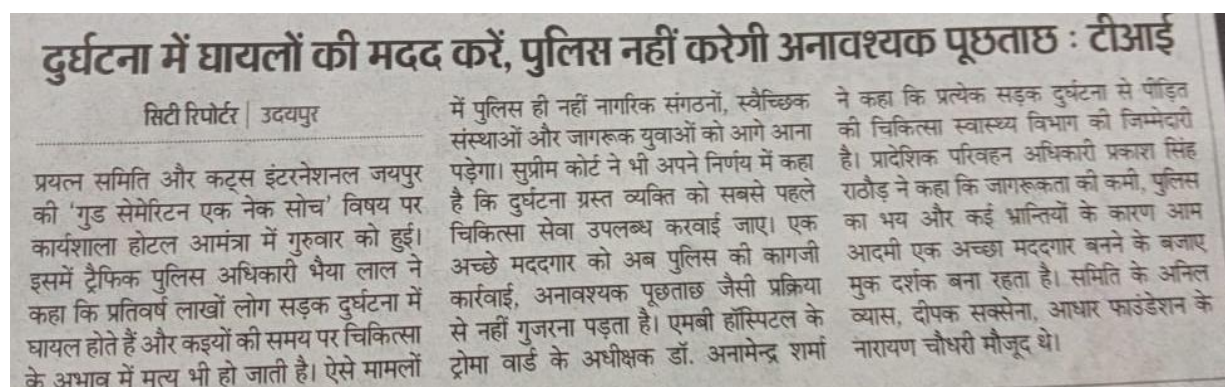 दुर्घटना में घायलों की मदद करें, पुलिस नहीं करेगी अनावश्यक पूछताछ : टीआई
सिटी रिपोर्टर | उदयपुर
प्रयत्न समिति और कट्स इंटरनेशनल जयपुर
की 'गुड सेमेरिटन एक नेक सोच' विषय पर
कार्यशाला होटल आमंत्रा में गुरुवार को हुई।
इसमें ट्रैफिक पुलिस अधिकारी भैया लाल ने
कहा कि प्रतिवर्ष लाखों लोग सड़क दुर्घटना में
घायल होते हैं और कइयों की समय पर चिकित्सा
के अभाव में मृत्यु भी हो जाती है। ऐसे मामलों
में पुलिस ही नहीं नागरिक संगठनों, स्वैच्छिक
संस्थाओं और जागरूक युवाओं को आगे आना
पड़ेगा। सुप्रीम कोर्ट ने भी अपने निर्णय में कहा
है कि दुर्घटना ग्रस्त व्यक्ति को सबसे पहले
चिकित्सा सेवा उपलब्ध करवाई जाए। एक
अच्छे मददगार को अब पुलिस की कागजी
कार्रवाई, अनावश्यक पूछताछ जैसी प्रक्रिया
से नहीं गुजरना पड़ता है। एमबी हॉस्पिटल के
ट्रोमा वार्ड के अधीक्षक डॉ. अनामेन्द्र शर्मा
ने कहा कि प्रत्येक सड़क दुर्घटना से पीड़ित
की चिकित्सा स्वास्थ्य विभाग की जिम्मेदारी
है। प्रादेशिक परिवहन अधिकारी प्रकाश सिंह
राठौड़ ने कहा कि जागरूकता की कमी, पुलिस
का भय और कई भ्रान्तियों के कारण आम
आदमी एक अच्छा मददगार बनने के बजाए
मुक दर्शक बना रहता है। समिति के अनिल
व्यास, दीपक सक्सेना, आधार फाउंडेशन के
नारायण चौधरी मौजूद थे।